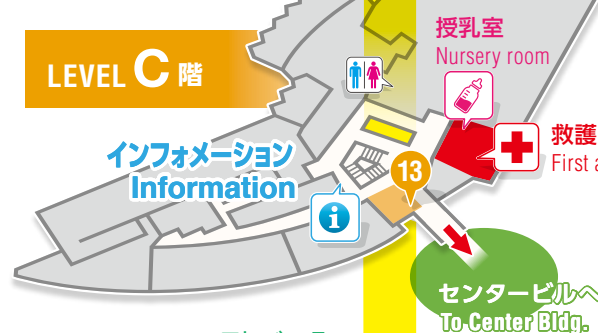 授乳室
Nursery room
LEVEL C 階
救護
First
インフォメーション
Information
13
センタービルへ
To Center Bldg.